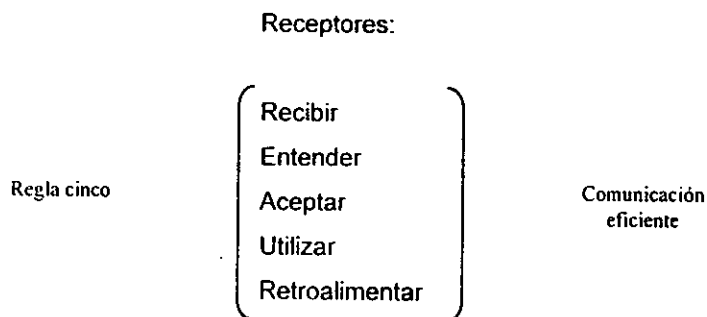 Receptores:
Recibir
Entender
Regla cinco
Aceptar
Comunicación
eficiente
Utilizar
Retroalimentar